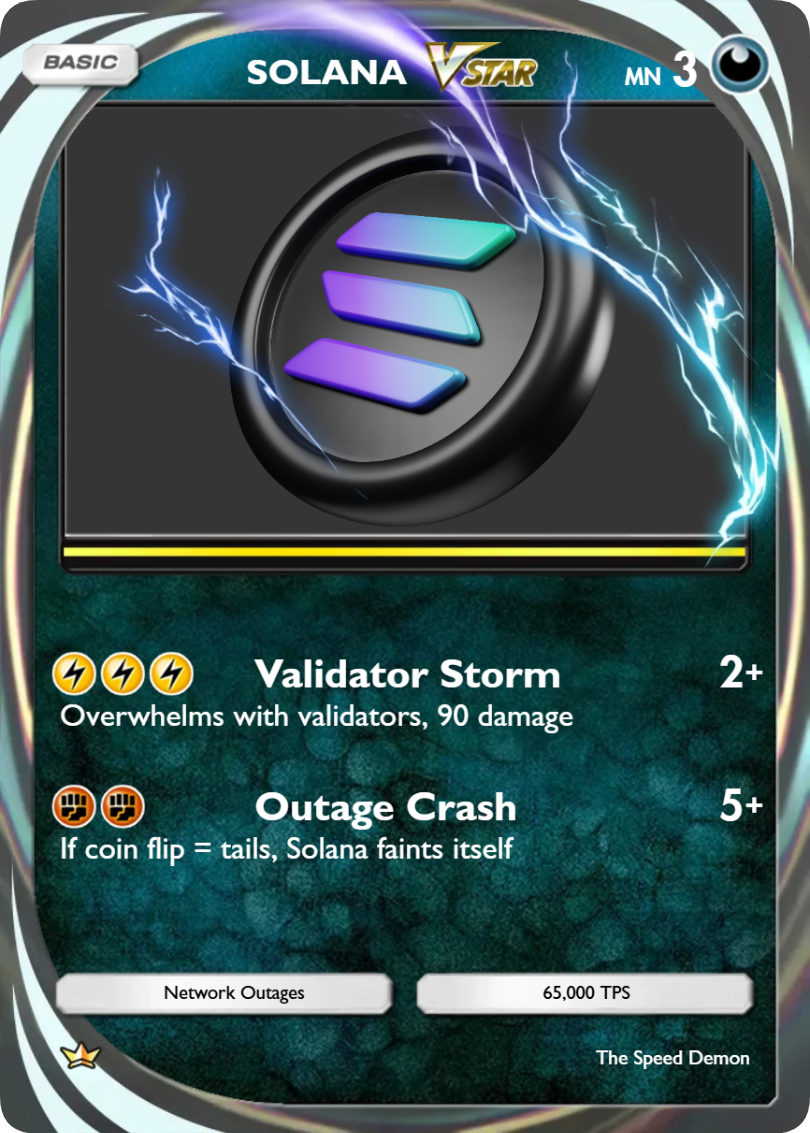 BASIC
SOLANA VSTAR MN 3
Validator Storm 2+
Overwhelms with validators, 90 damage
Outage Crash 5+
If coin flip = tails, Solana faints itself
Network Outages 65,000 TPS
The Speed Demon